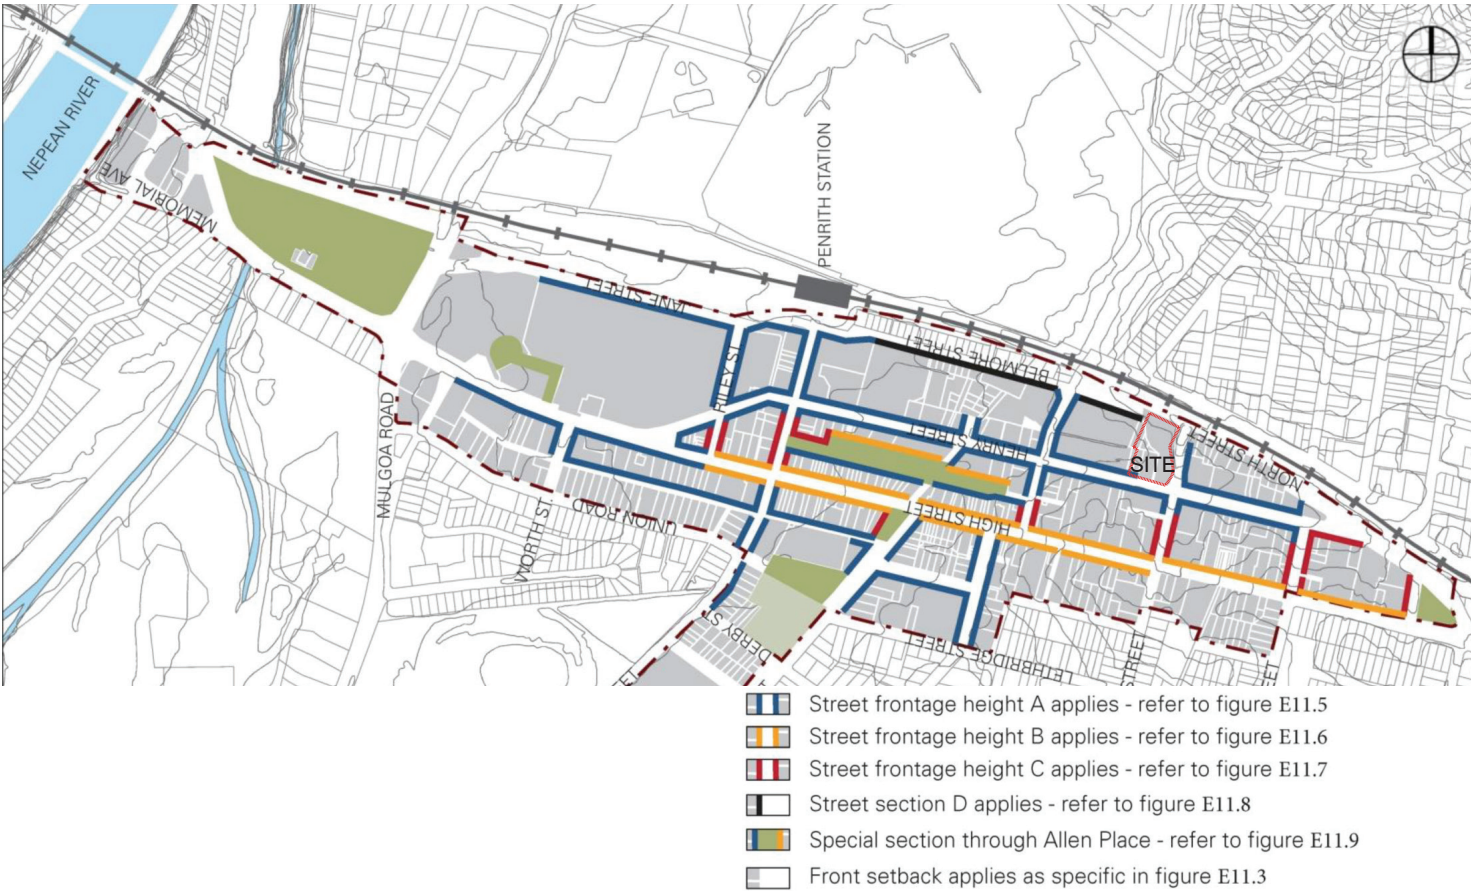 NEPEAN RIVER
MEMORIAL AVE
MEMORIAL
PENRITH STATION
JANE STREET
BELMORE STREET
RILEY ST.
MULGOA ROAD
HENRY STREET
SITE
NORTH STREET
WORTH ST.
UNION ROAD
HIGH STREET
DERBY ST.
LETHBRIDGE STREET
STREET
EET
Street frontage height A applies - refer to figure E11.5
Street frontage height B applies - refer to figure E11.6
Street frontage height C applies - refer to figure E11.7
Street section D applies - refer to figure E11.8
Special section through Allen Place - refer to figure E11.9
Front setback applies as specific in figure E11.3